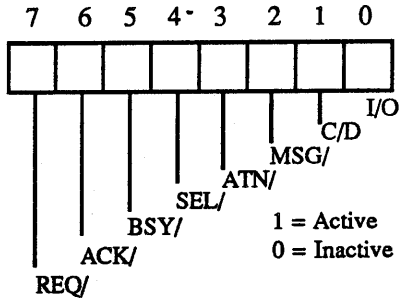 7 6 5 4 3 2 1 0
I/O
C/D
MSG/
ATN/
SEL/
BSY/
ACK/
REQ/
1 = Active
0 = Inactive